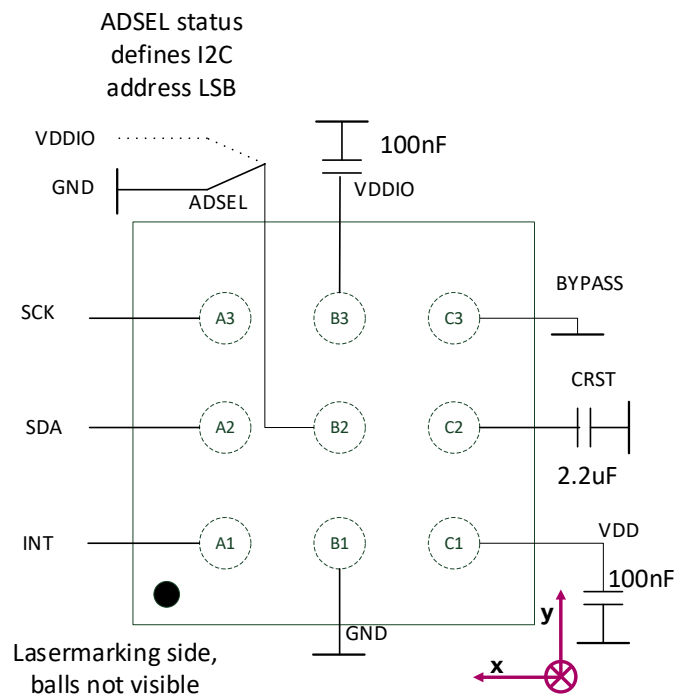 ADSEL status
defines I2C
address LSB
VDDIO
100nF
GND
VDDIO
ADSEL
BYPASS
SCK
A3
B3
C3
CRST
SDA
A2
B2
C2
2.2uF
VDD
INT
A1
B1
C1
100nF
y
GND
Lasermarking side,
balls not visible
x